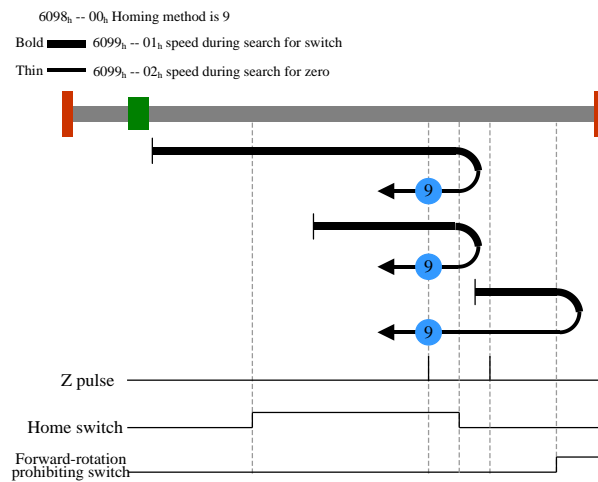 6098h -- 00h Homing method is 9
Bold 6099h -- 01h speed during search for switch
Thin 6099h -- 02h speed during search for zero
9
9
9
Z pulse
Home switch
Forward-rotation
prohibiting switch